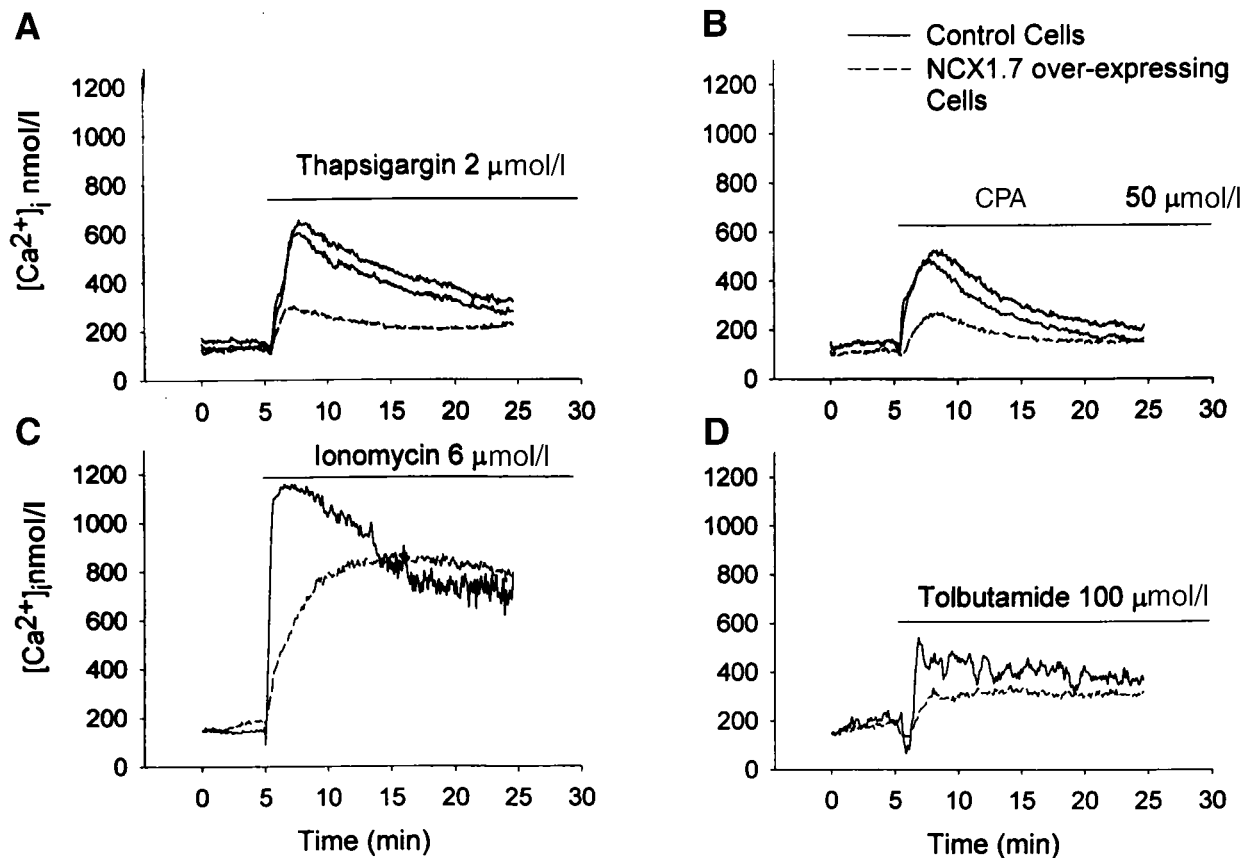 A
[Ca2+]i nmol/l
1200
1000
800
600
400
200
0
Thapsigargin 2 μmol/l
0 5 10 15 20 25 30
B
Control Cells
NCX1.7 over-expressing
Cells
1200
1000
800
600
400
200
0
CPA 50 μmol/l
0 5 10 15 20 25 30
C
[Ca2+]inmol/l
1200
1000
800
600
400
200
0
Ionomycin 6 μmol/l
0 5 10 15 20 25 30
Time (min)
D
1200
1000
800
600
400
200
0
Tolbutamide 100 μmol/l
0 5 10 15 20 25 30
Time (min)